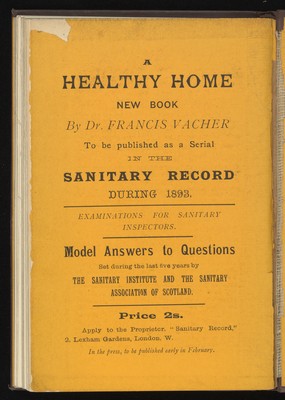 A
HEALTHY HOME
NEW BOOK
By Dr. FRANCIS VACHER
To be published as a Serial
IN THE
SANITARY RECORD
DURING 1893.
EXAMINATIONS FOR SANITARY
INSPECTORS.
Model Answers to Questions
Set during the last five years by
THE SANITARY INSTITUTE AND THE SANITARY
ASSOCIATION OF SCOTLAND.
Price 2s.
Apply to the Proprietor, "Sanitary Record,"
2, Lexham Gardens, London, W.
In the press, to be published early in February.